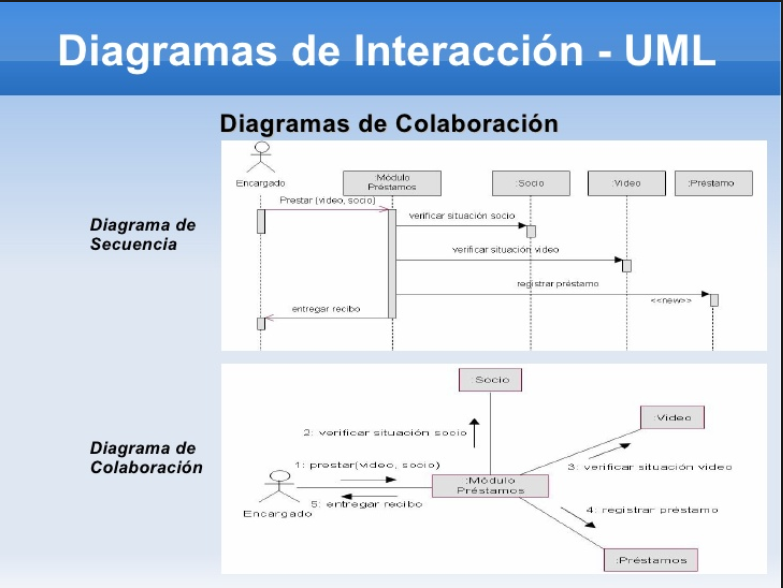 Diagramas de Interacción - UML
Diagramas de Colaboración
Diagrama de
Secuencia
Encargado
:Módulo
Préstamos
:Socio
:Video
:Préstamo
Prestar (video, socio)
verificar situación socio
verificar situación video
registrar préstamo
<<new>>
entregar recibo
Diagrama de
Colaboración
:Socio
:Video
2: verificar situación socio
1: prestar(video, socio)
3: verificar situación video
:Módulo
Préstamos
5: entregar recibo
Encargado
4: registrar préstamo
:Préstamos